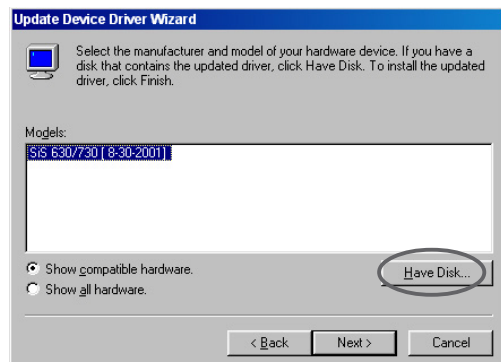 Update Device Driver Wizard
Select the manufacturer and model of your hardware device. If you have a
disk that contains the updated driver, click Have Disk. To install the updated
driver, click Finish.
Models:
SiS 630/730 [ 8-30-2001]
Show compatible hardware.
Show all hardware.
Have Disk...
< Back
Next >
Cancel